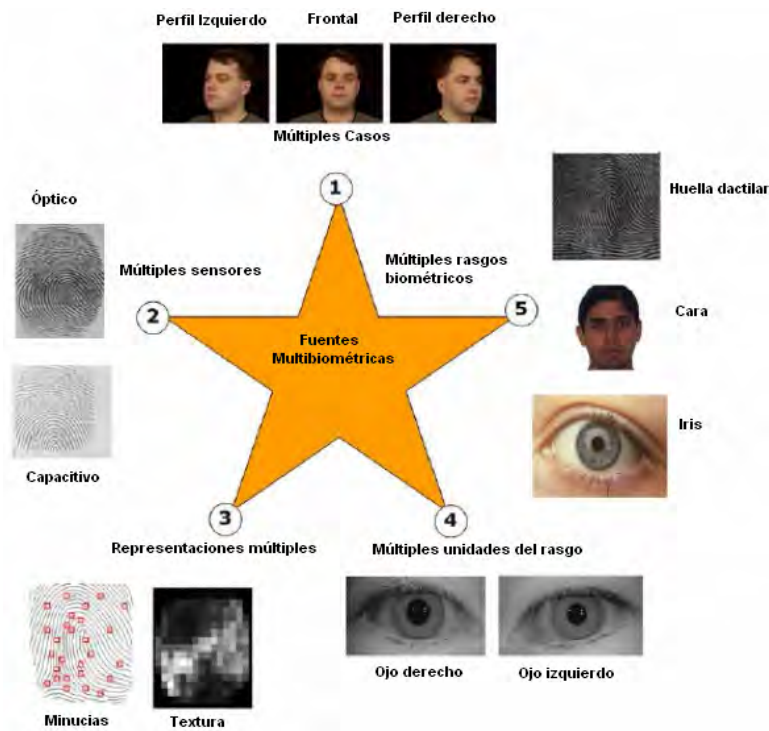 Perfil Izquierdo
Frontal
Perfil derecho
Múltiples Casos
1
Óptico
Múltiples sensores
2
Capacitivo
Fuentes
Multibiométricas
Múltiples rasgos
biométricos
5
Huella dactilar
Cara
Iris
3
Representaciones múltiples
Minucias
Textura
4
Múltiples unidades del rasgo
Ojo derecho
Ojo izquierdo